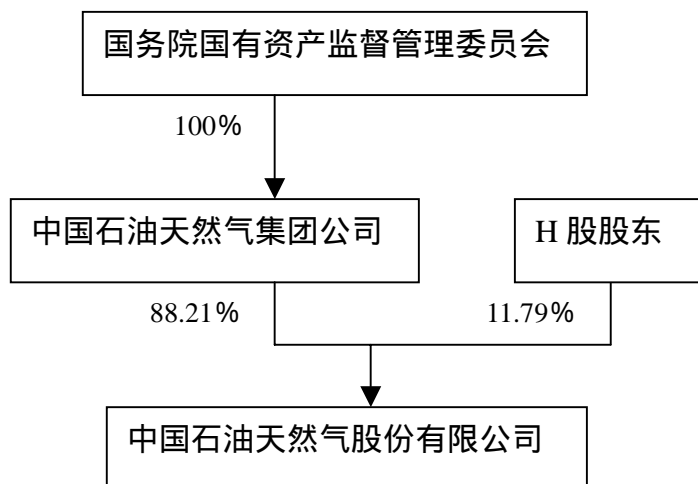 国务院国有资产监督管理委员会
100%
中国石油天然气集团公司
H 股股东
88.21%
11.79%
中国石油天然气股份有限公司